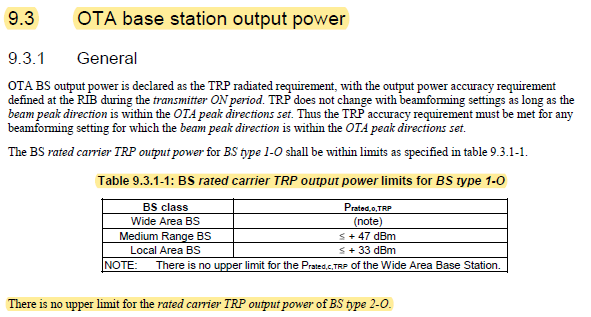 9.3 OTA base station output power
9.3.1 General
OTA BS output power is declared as the TRP radiated requirement, with the output power accuracy requirement
defined at the RIB during the transmitter ON period. TRP does not change with beamforming settings as long as the
beam peak direction is within the OTA peak directions set. Thus the TRP accuracy requirement must be met for any
beamforming setting for which the beam peak direction is within the OTA peak directions set.
The BS rated carrier TRP output power for BS type 1-O shall be within limits as specified in table 9.3.1-1.
Table 9.3.1-1: BS rated carrier TRP output power limits for BS type 1-O
BS class Prated,c,TRP
Wide Area BS (note)
Medium Range BS ≤ + 47 dBm
Local Area BS ≤ + 33 dBm
NOTE: There is no upper limit for the Prated,c,TRP of the Wide Area Base Station.
There is no upper limit for the rated carrier TRP output power of BS type 2-O.